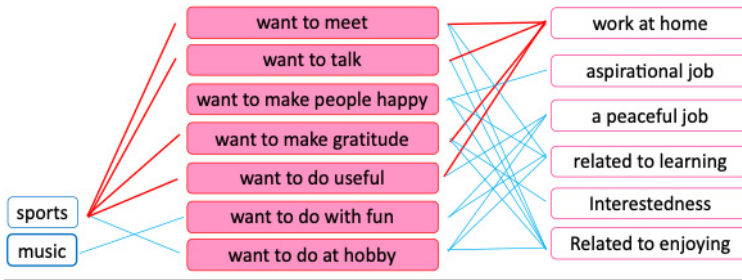 want to meet
want to talk
want to make people happy
want to make gratitude
want to do useful
want to do with fun
want to do at hobby
sports
music
work at home
aspirational job
a peaceful job
related to learning
Interestedness
Related to enjoying